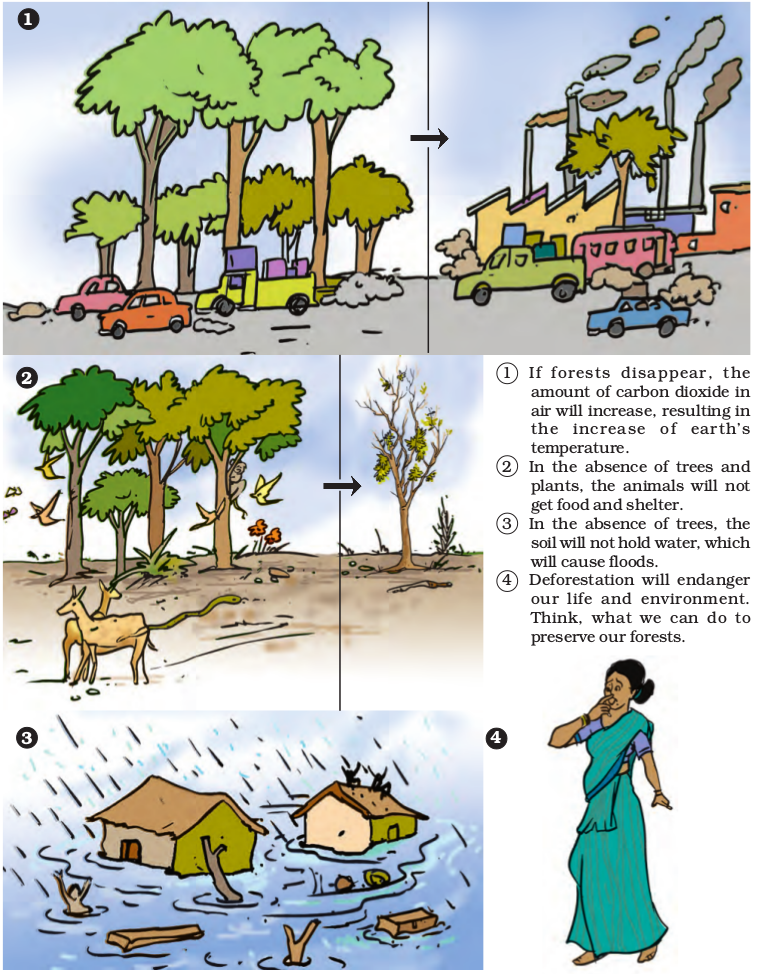 1
2
1 If forests disappear, the
amount of carbon dioxide in
air will increase, resulting in
the increase of earth's
temperature.
2 In the absence of trees and
plants, the animals will not
get food and shelter.
3 In the absence of trees, the
soil will not hold water, which
will cause floods.
4 Deforestation will endanger
our life and environment.
Think, what we can do to
preserve our forests.
3
4